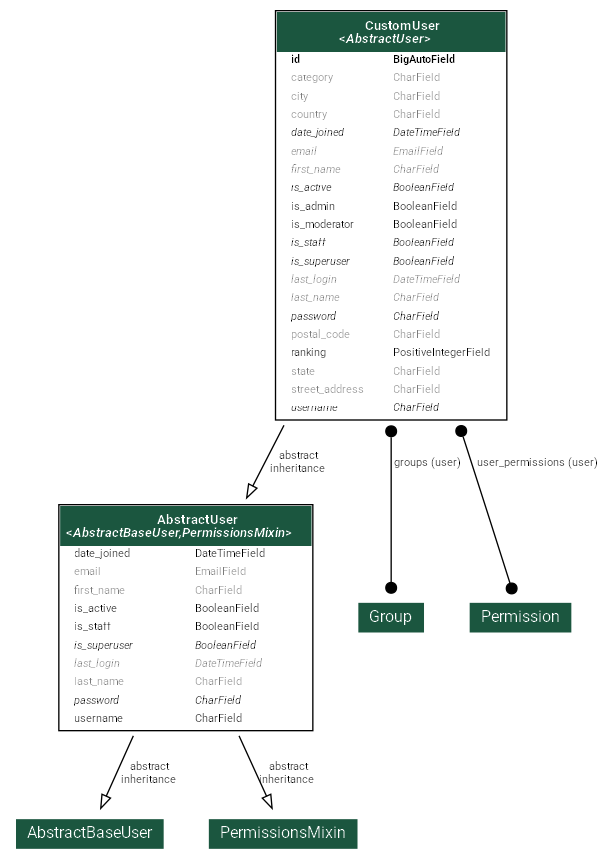 CustomUser
<AbstractUser>
id BigAutoField
category CharField
city CharField
country CharField
date_joined DateTimeField
email EmailField
first_name CharField
is_active BooleanField
is_admin BooleanField
is_moderator BooleanField
is_staff BooleanField
is_superuser BooleanField
last_login DateTimeField
last_name CharField
password CharField
postal_code CharField
ranking PositiveIntegerField
state CharField
street_address CharField
username CharField
abstract
inheritance
groups (user)
user_permissions (user)
AbstractUser
<AbstractBaseUser,PermissionsMixin>
date_joined DateTimeField
email EmailField
first_name CharField
is_active BooleanField
is_staff BooleanField
is_superuser BooleanField
last_login DateTimeField
last_name CharField
password CharField
username CharField
Group
Permission
abstract
inheritance
abstract
inheritance
AbstractBaseUser
PermissionsMixin